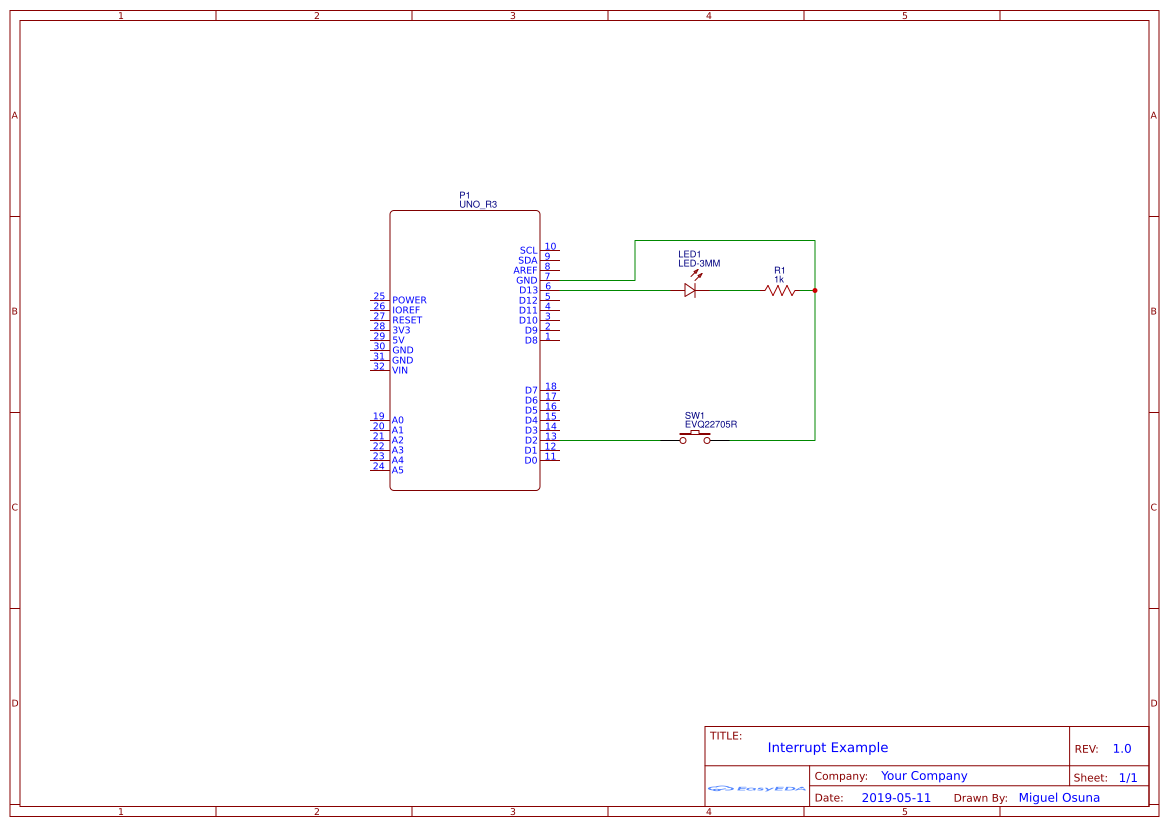 1 2 3 4 5
A A
P1
UNO_R3
SCL 10
SDA 9
AREF 8
GND 7
D13 6
D12 5
D11 4
D10 3
D9 2
D8 1
LED1
LED-3MM
R1
1k
B B
25 POWER
26 IOREF
27 RESET
28 3V3
29 5V
30 GND
31 GND
32 VIN
D7 18
D6 17
D5 16
D4 15
D3 14
D2 13
D1 12
D0 11
19 A0
20 A1
21 A2
22 A3
23 A4
24 A5
SW1
EVQ22705R
C C
D D
TITLE:
Interrupt Example
REV: 1.0
EasyEDA
Company: Your Company
Sheet: 1/1
Date: 2019-05-11 Drawn By: Miguel Osuna
1 2 3 4 5